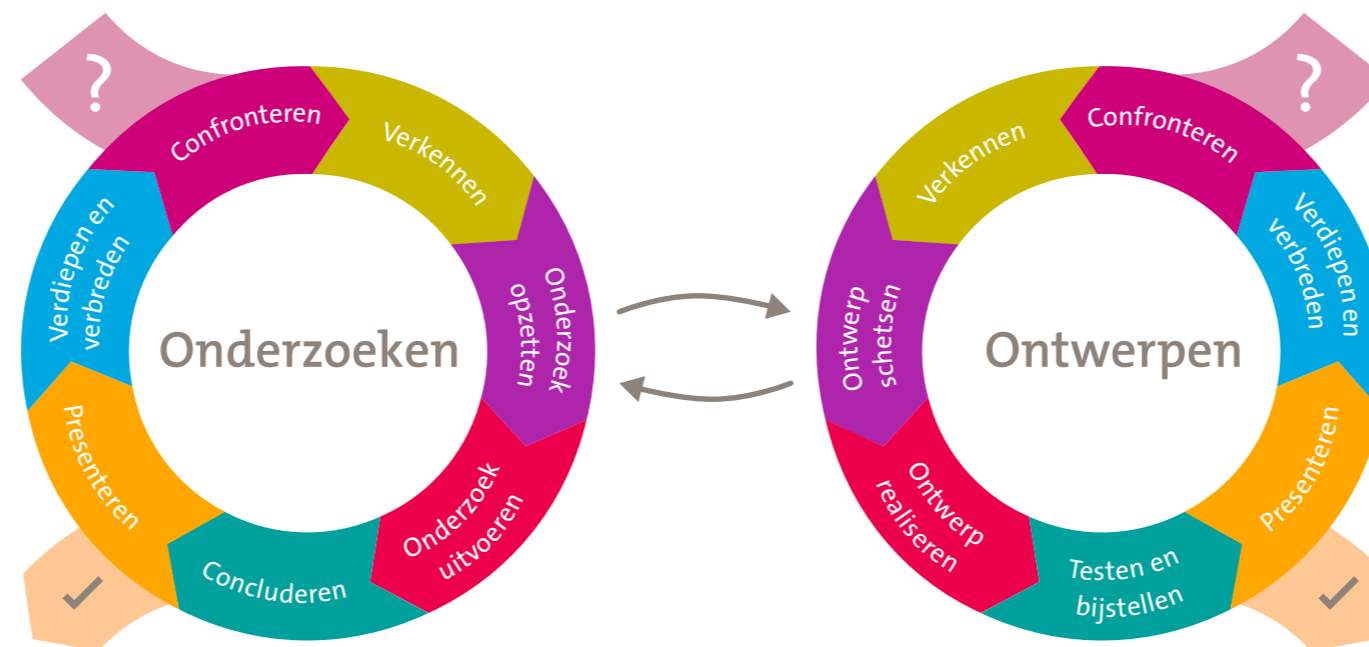 ?
Confronteren
Verkennen
Onderzoek
opzetten
Onderzoek
uitvoeren
Concluderen
Presenteren
Verdiepen en
verbreden
Onderzoeken
?
Confronteren
Verkennen
Ontwerp
schetsen
Ontwerp
realiseren
Testen en
bijstellen
Presenteren
Verdiepen en
verbreden
Ontwerpen